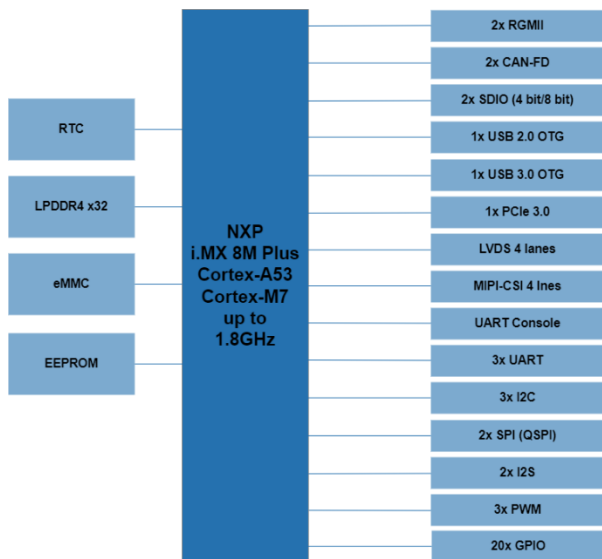 RTC
LPDDR4 x32
eMMC
EEPROM
NXP
i.MX 8M Plus
Cortex-A53
Cortex-M7
up to
1.8GHz
2x RGMII
2x CAN-FD
2x SDIO (4 bit/8 bit)
1x USB 2.0 OTG
1x USB 3.0 OTG
1x PCIe 3.0
LVDS 4 lanes
MIPI-CSI 4 lnes
UART Console
3x UART
3x I2C
2x SPI (QSPI)
2x I2S
3x PWM
20x GPIO